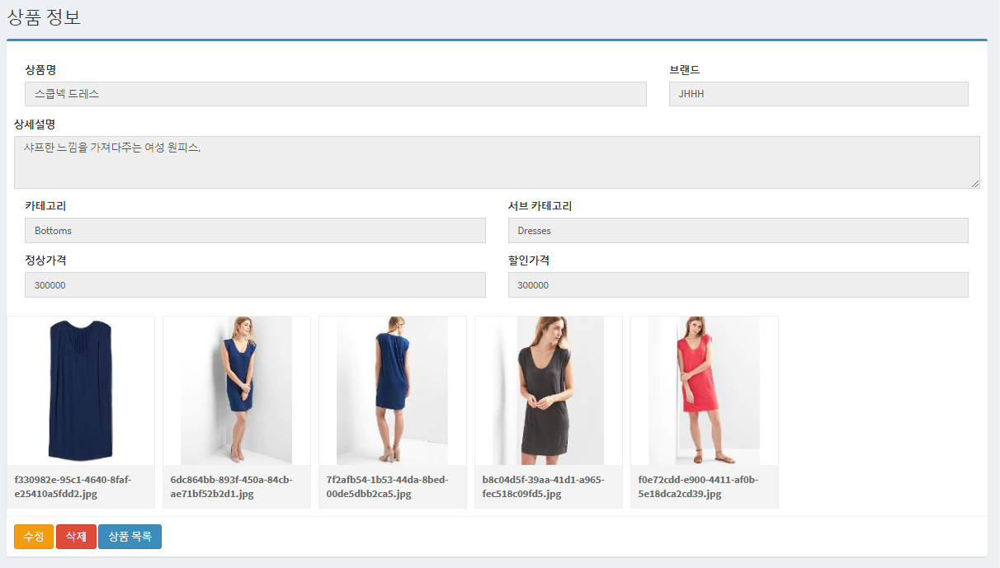 상품 정보
상품명
브랜드
스쿱넥 드레스
JHHH
상세설명
샤프한 느낌을 가져다주는 여성 원피스.
카테고리
서브 카테고리
Bottoms
Dresses
정상가격
할인가격
300000
300000
f330982e-95c1-4640-8faf-
e25410a5fdd2.jpg
6dc864bb-893f-450a-84cb-
ae71bf52b2d1.jpg
7f2afb54-1b53-44da-8bed-
00de5dbb2ca5.jpg
b8c04d5f-39aa-41d1-a965-
fec518c09fd5.jpg
f0e72cdd-e900-4411-af0b-
5e18dca2cd39.jpg
수정
삭제
상품 목록